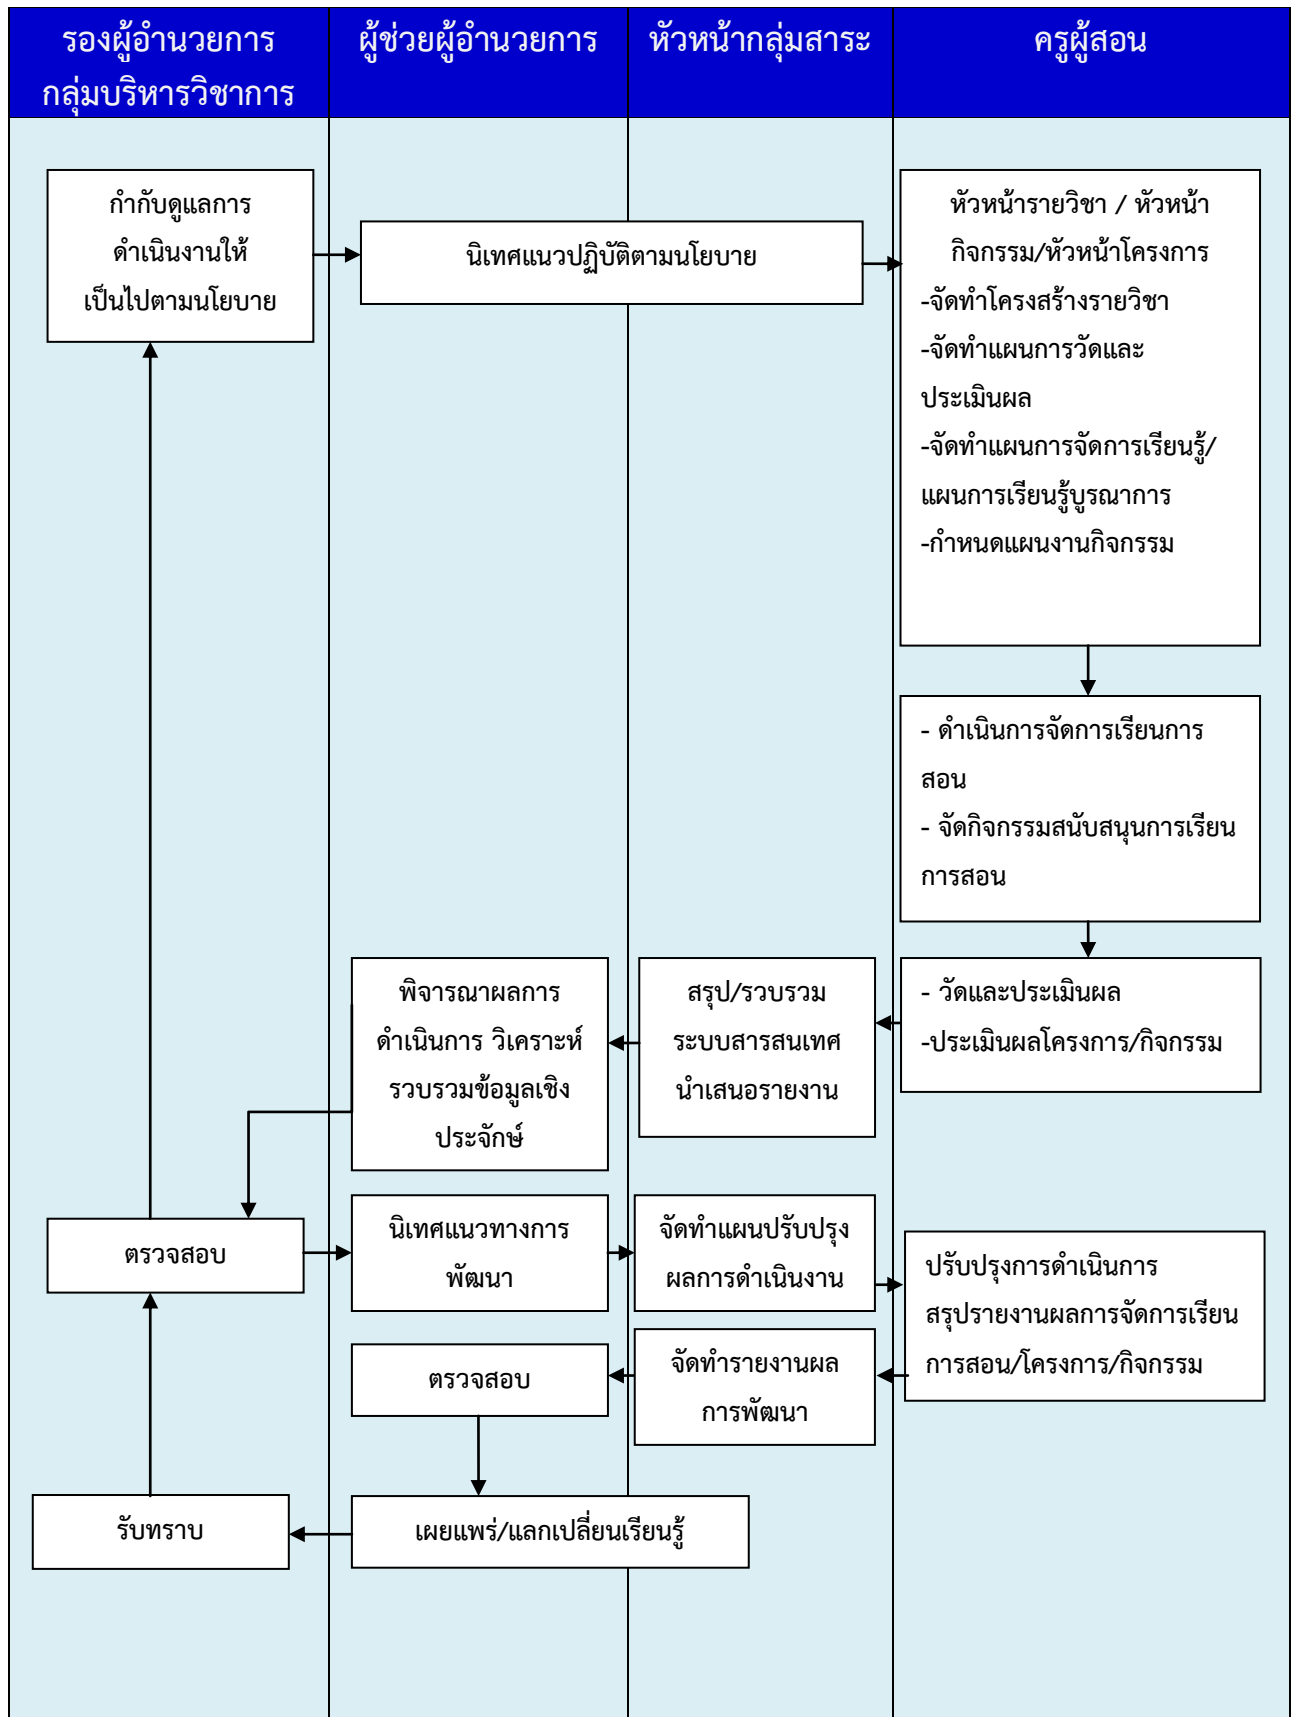 รองผู้อำนวยการ
กลุ่มบริหารวิชาการ
ผู้ช่วยผู้อำนวยการ
หัวหน้ากลุ่มสาระ
ครูผู้สอน
กำกับดูแลการ
ดำเนินงานให้
เป็นไปตามนโยบาย
นิเทศแนวปฏิบัติตามนโยบาย
หัวหน้ารายวิชา / หัวหน้า
กิจกรรม/หัวหน้าโครงการ
-จัดทำโครงสร้างรายวิชา
-จัดทำแผนการวัดและ
ประเมินผล
-จัดทำแผนการจัดการเรียนรู้/
แผนการเรียนรู้บูรณาการ
-กำหนดแผนงานกิจกรรม
- ดำเนินการจัดการเรียนการ
สอน
- จัดกิจกรรมสนับสนุนการเรียน
การสอน
- วัดและประเมินผล
-ประเมินผลโครงการ/กิจกรรม
สรุป/รวบรวม
ระบบสารสนเทศ
นำเสนอรายงาน
พิจารณาผลการ
ดำเนินการ วิเคราะห์
รวบรวมข้อมูลเชิง
ประจักษ์
ตรวจสอบ
นิเทศแนวทางการ
พัฒนา
จัดทำแผนปรับปรุง
ผลการดำเนินงาน
ปรับปรุงการดำเนินการ
สรุปรายงานผลการจัดการเรียน
การสอน/โครงการ/กิจกรรม
จัดทำรายงานผล
การพัฒนา
ตรวจสอบ
เผยแพร่/แลกเปลี่ยนเรียนรู้
รับทราบ